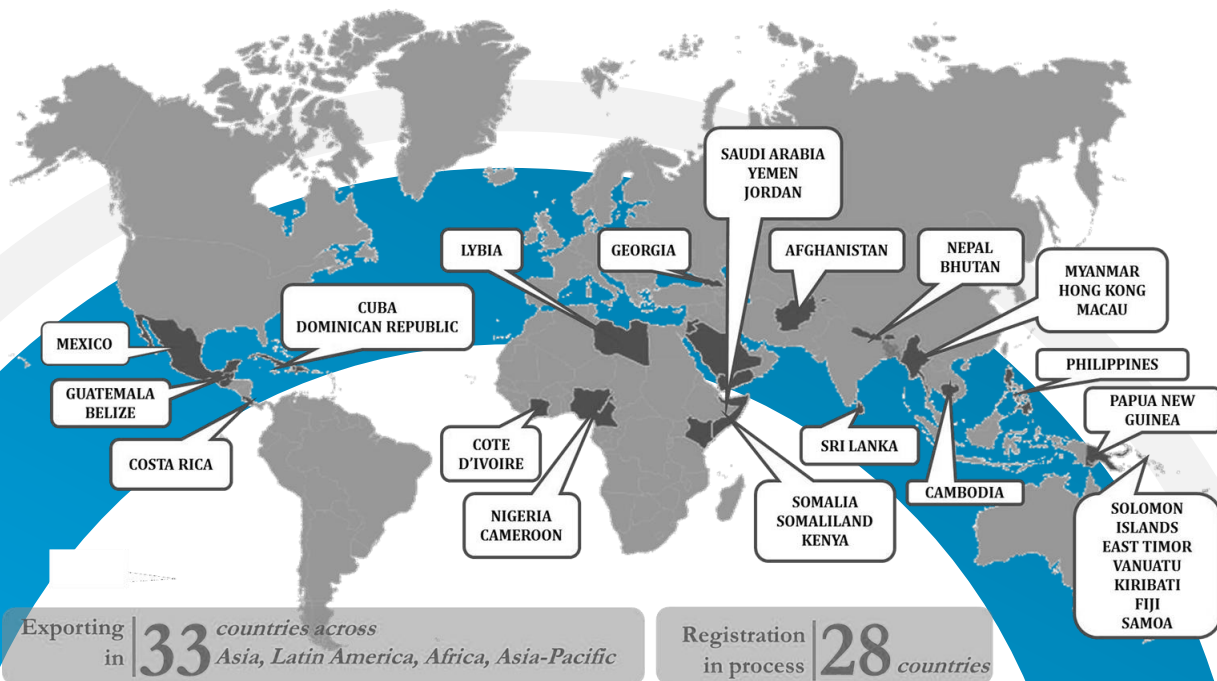 SAUDI ARABIA
YEMEN
JORDAN
LYBIA
GEORGIA
AFGHANISTAN
NEPAL
BHUTAN
MYANMAR
HONG KONG
MACAU
CUBA
DOMINICAN REPUBLIC
MEXICO
PHILIPPINES
GUATEMALA
BELIZE
PAPUA NEW
GUINEA
COSTA RICA
COTE
D'IVOIRE
SRI LANKA
CAMBODIA
NIGERIA
CAMEROON
SOMALIA
SOMALILAND
KENYA
SOLOMON
ISLANDS
EAST TIMOR
VANUATU
KIRIBATI
FIJI
SAMOA
Exporting
in
33
countries across
Asia, Latin America, Africa, Asia-Pacific
Registration
in process
28 countries